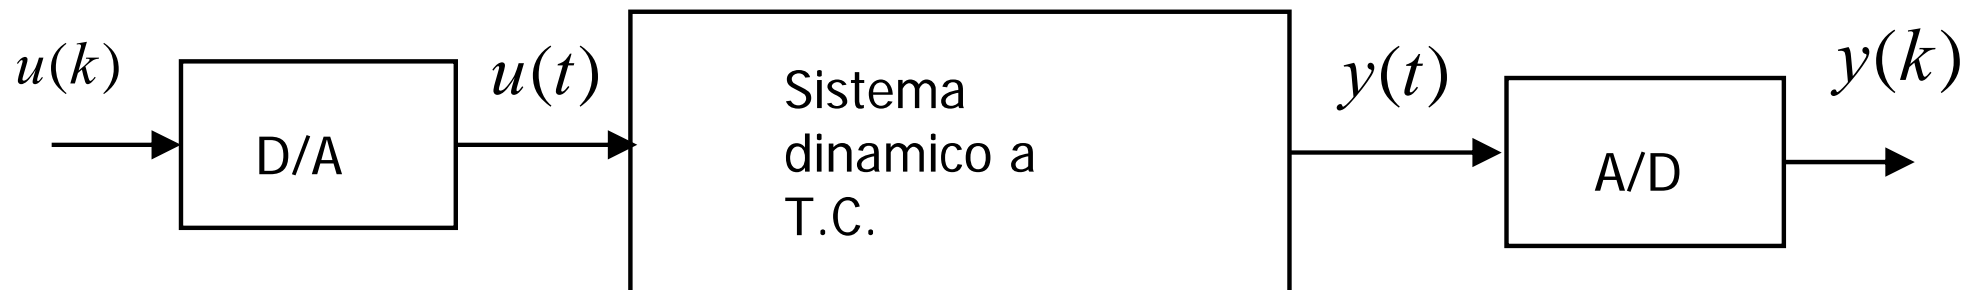 u(k)
D/A
u(t)
Sistema
dinamico a
T.C.
y(t)
A/D
y(k)